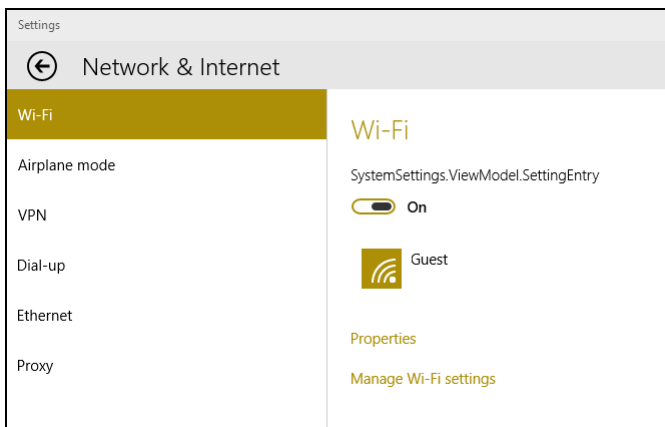 Settings
Network & Internet
Wi-Fi
Airplane mode
VPN
Dial-up
Ethernet
Proxy
Wi-Fi
SystemSettings.ViewModel.SettingEntry
On
Guest
Properties
Manage Wi-Fi settings